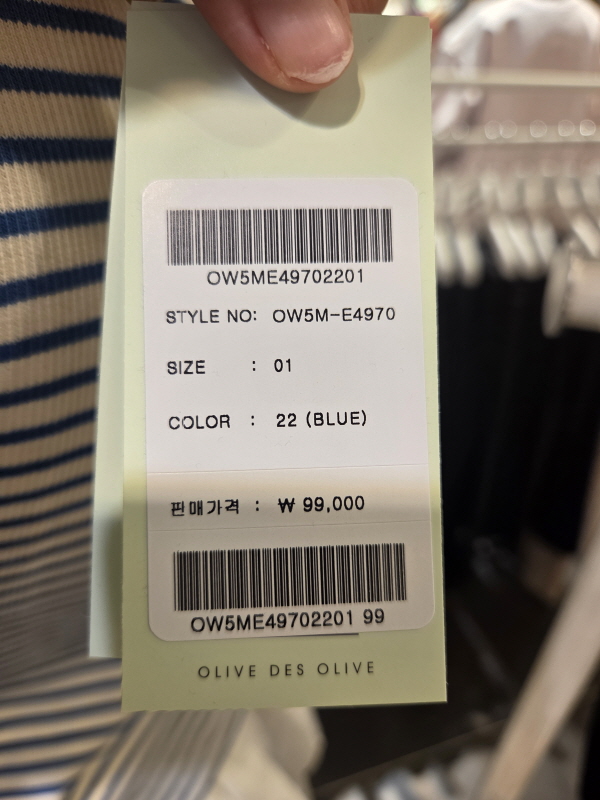 OW5ME49702201
STYLE NO: OW5M-E4970
SIZE : 01
COLOR : 22 (BLUE)
판매가격 : ₩ 99,000
OW5ME49702201 99
OLIVE DES OLIVE